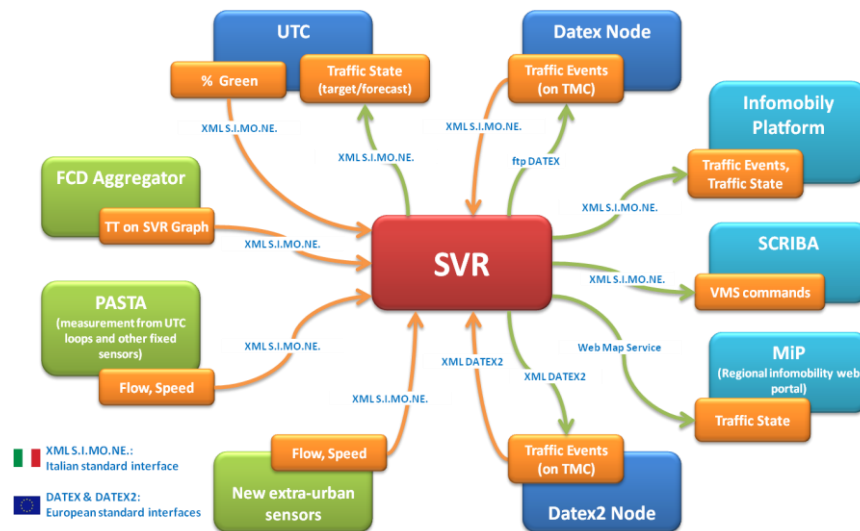 UTC
% Green
Traffic State
(target/forecast)
Datex Node
Traffic Events
(on TMC)
Infomobily
Platform
Traffic Events,
Traffic State
XML S.I.MO.NE.
XML S.I.MO.NE.
XML S.I.MO.NE.
ftp DATEX
FCD Aggregator
TT on SVR Graph
XML S.I.MO.NE.
XML S.I.MO.NE.
SVR
SCRIBA
VMS commands
XML S.I.MO.NE.
PASTA
(measurement from UTC
loops and other fixed
sensors)
Flow, Speed
XML S.I.MO.NE.
XML S.I.MO.NE.
XML DATEX2
XML DATEX2
Web Map Service
MiP
(Regional infomobility web
portal)
Traffic State
XML S.I.MO.NE.:
Italian standard interface
DATEX & DATEX2:
European standard interfaces
Flow, Speed
New extra-urban
sensors
Traffic Events
(on TMC)
Datex2 Node